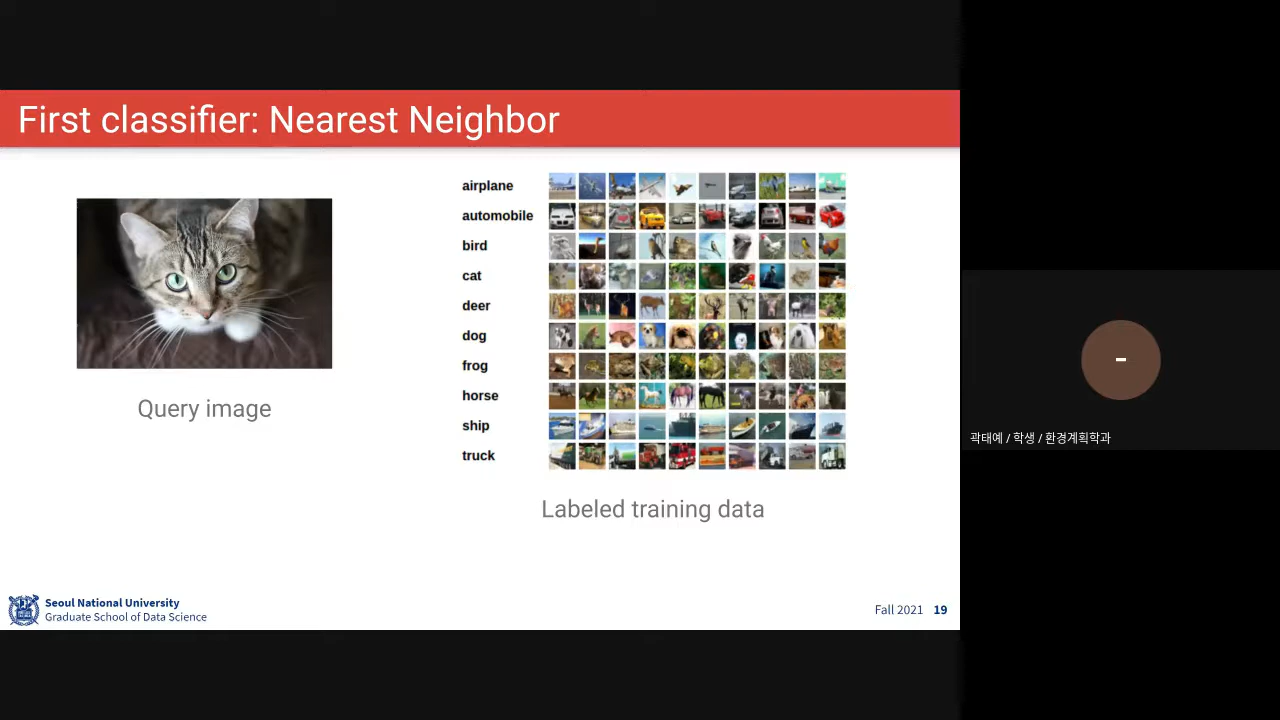 First classifier: Nearest Neighbor
airplane
automobile
bird
cat
deer
dog
frog
horse
ship
truck
Query image
Labeled training data
Seoul National University
Graduate School of Data Science
Fall 2021 19
-
곽태예 / 학생 / 환경계획학과